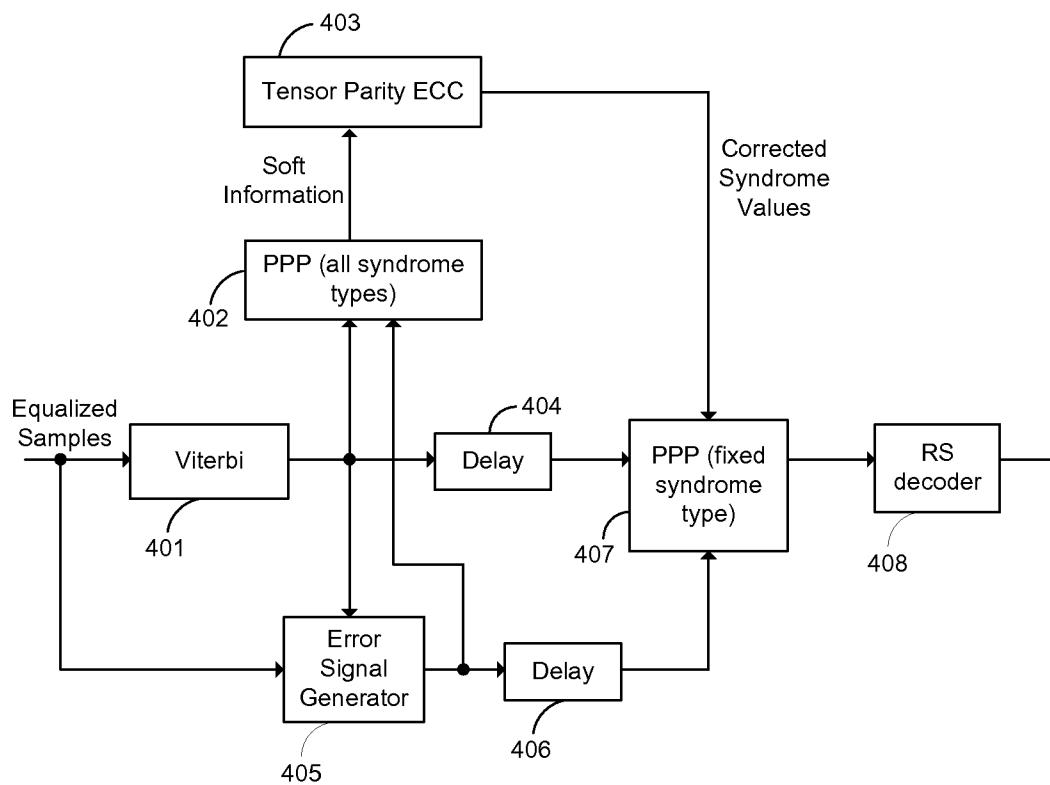 403
Tensor Parity ECC
Soft
Information
Corrected
Syndrome
Values
PPP (all syndrome
types)
402
Equalized
Samples
Viterbi
401
404
Delay
PPP (fixed
syndrome
type)
407
RS
decoder
408
Error
Signal
Generator
405
Delay
406